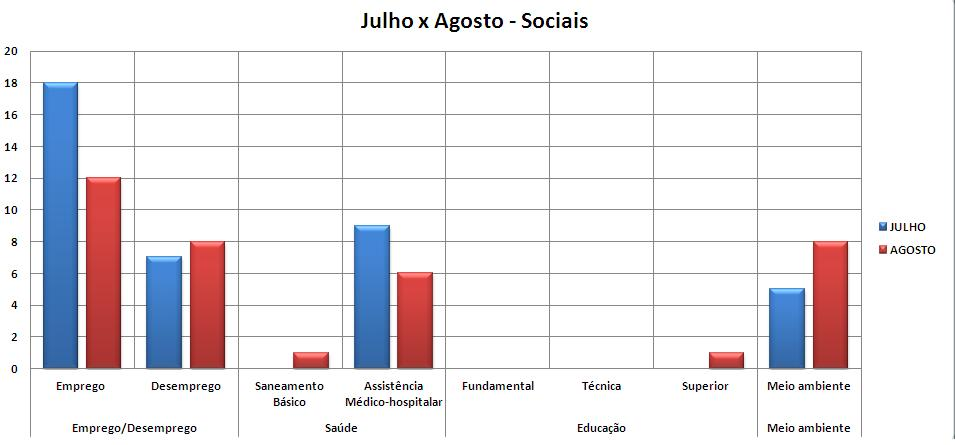 Julho x Agosto - Sociais
20
18
16
14
12
10
8
6
4
2
0
JULHO
AGOSTO
Emprego
Desemprego
Saneamento
Básico
Assistência
Médico-hospitalar
Fundamental
Técnica
Superior
Meio ambiente
Emprego/Desemprego
Saúde
Educação
Meio ambiente